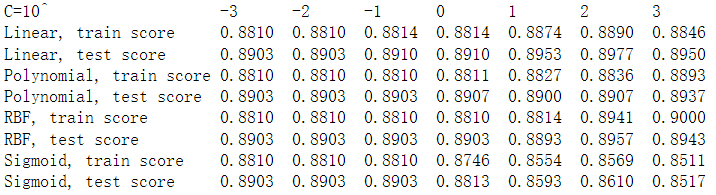 C=10^ -3 -2 -1 0 1 2 3
Linear, train score 0.8810 0.8810 0.8814 0.8814 0.8874 0.8890 0.8846
Linear, test score 0.8903 0.8903 0.8910 0.8910 0.8953 0.8977 0.8950
Polynomial, train score 0.8810 0.8810 0.8810 0.8811 0.8827 0.8836 0.8893
Polynomial, test score 0.8903 0.8903 0.8903 0.8907 0.8900 0.8907 0.8937
RBF, train score 0.8810 0.8810 0.8810 0.8810 0.8814 0.8941 0.9000
RBF, test score 0.8903 0.8903 0.8903 0.8903 0.8893 0.8957 0.8943
Sigmoid, train score 0.8810 0.8810 0.8810 0.8746 0.8554 0.8569 0.8511
Sigmoid, test score 0.8903 0.8903 0.8903 0.8813 0.8593 0.8610 0.8517